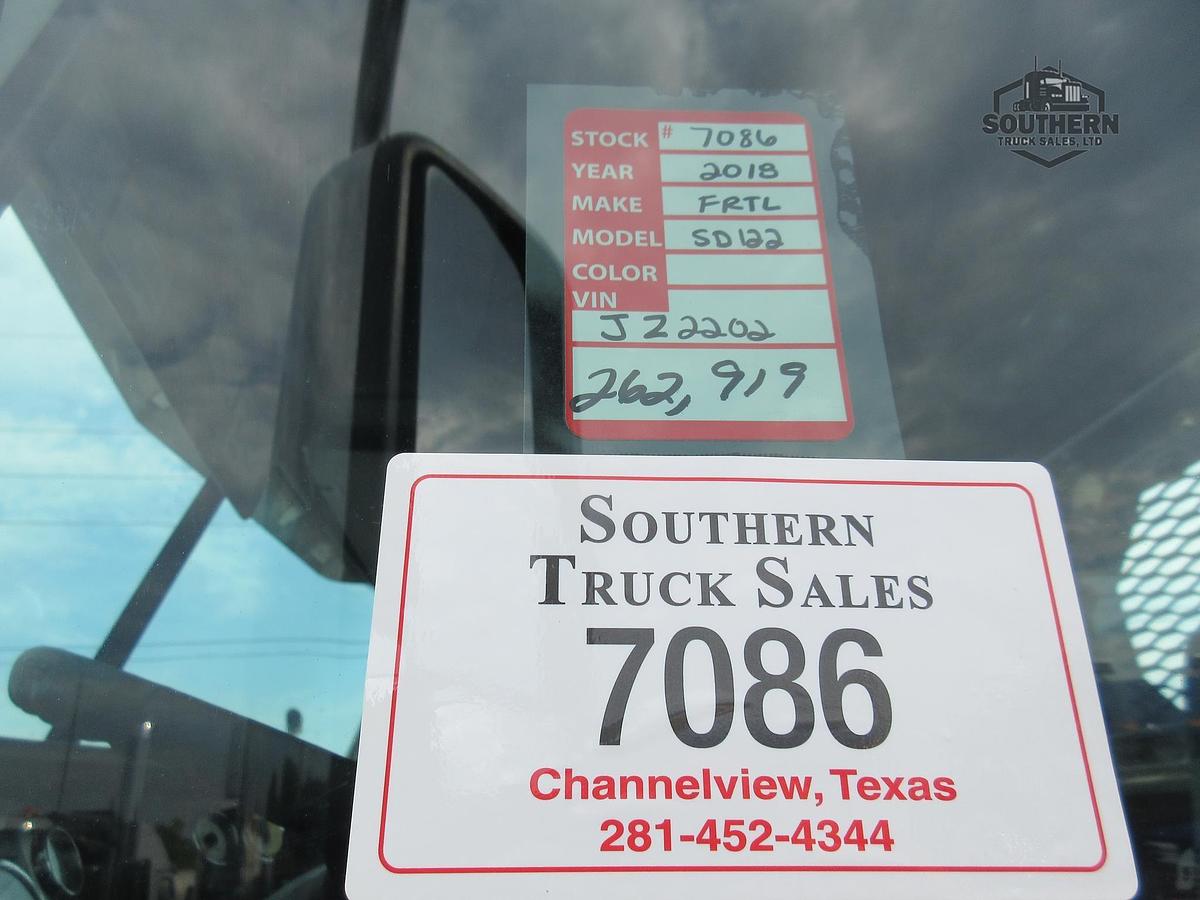 SOUTHERN
TRUCK SALES, LTD
STOCK # 7086
YEAR 2018
MAKE FRTL
MODEL SD122
COLOR
VIN
JZ2202
262,919
SOUTHERN
TRUCK SALES
7086
Channelview, Texas
281-452-4344